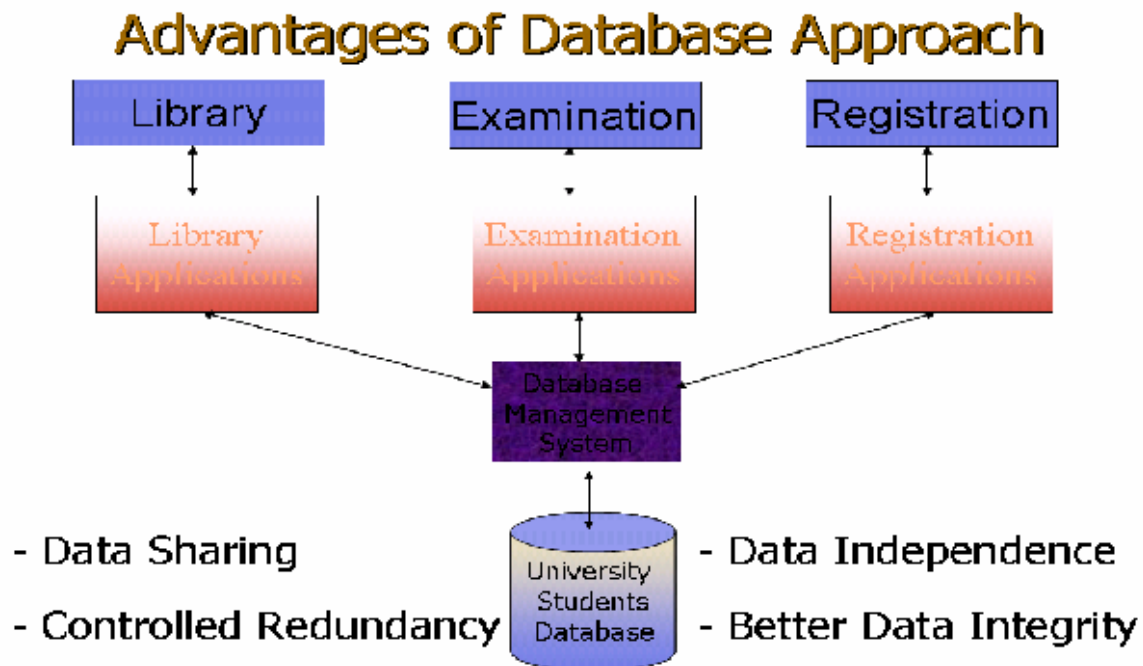 Advantages of Database Approach
Library
Examination
Registration
Library
Applications
Examination
Applications
Registration
Applications
Database
Management
System
University
Students
Database
- Data Sharing
- Controlled Redundancy
- Data Independence
- Better Data Integrity